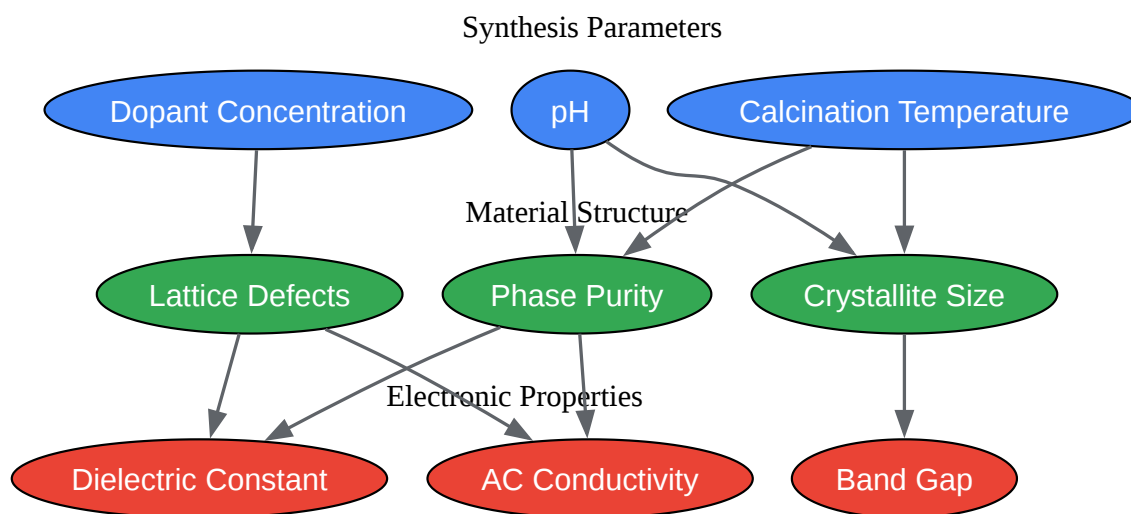 Synthesis Parameters
Dopant Concentration
pH
Calcination Temperature
Material Structure
Lattice Defects
Phase Purity
Crystallite Size
Electronic Properties
Dielectric Constant
AC Conductivity
Band Gap